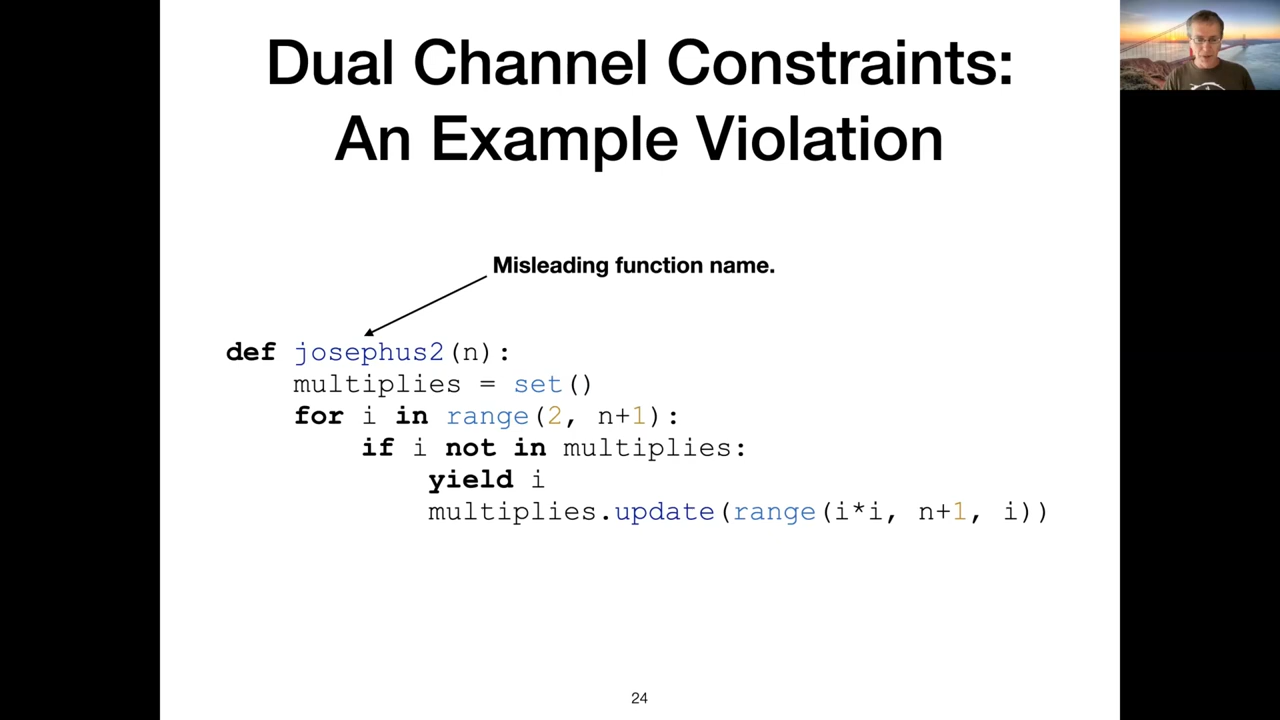 Dual Channel Constraints:
An Example Violation
Misleading function name.
def josephus2(n):
    multiplies = set()
    for i in range(2, n+1):
        if i not in multiplies:
            yield i
            multiplies.update(range(i*i, n+1, i))
24